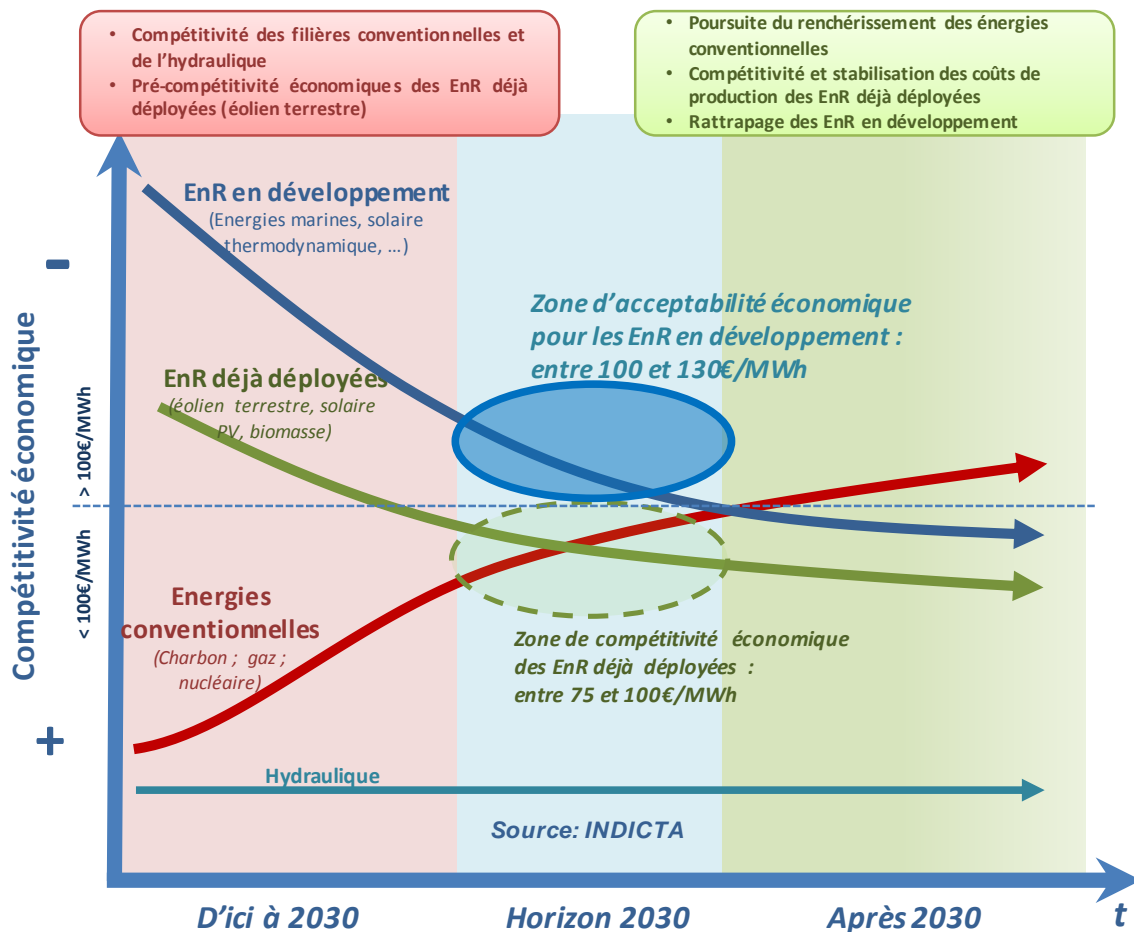 • Compétitivité des filières conventionnelles et
de l'hydraulique
• Pré-compétitivité économiques des EnR déjà
déployées (éolien terrestre)
• Poursuite du renchérissement des énergies
conventionnelles
• Compétitivité et stabilisation des coûts de
production des EnR déjà déployées
• Rattrapage des EnR en développement
EnR en développement
(Energies marines, solaire
thermodynamique, …)
-
Zone d'acceptabilité économique
pour les EnR en développement :
entre 100 et 130€/MWh
EnR déjà déployées
(éolien terrestre, solaire
PV, biomasse)
Compétitivité économique
> 100€/MWh
< 100€/MWh
Energies
conventionnelles
(Charbon ; gaz ;
nucléaire)
Zone de compétitivité économique
des EnR déjà déployées :
entre 75 et 100€/MWh
+
Hydraulique
Source: INDICTA
D'ici à 2030
Horizon 2030
Après 2030
t